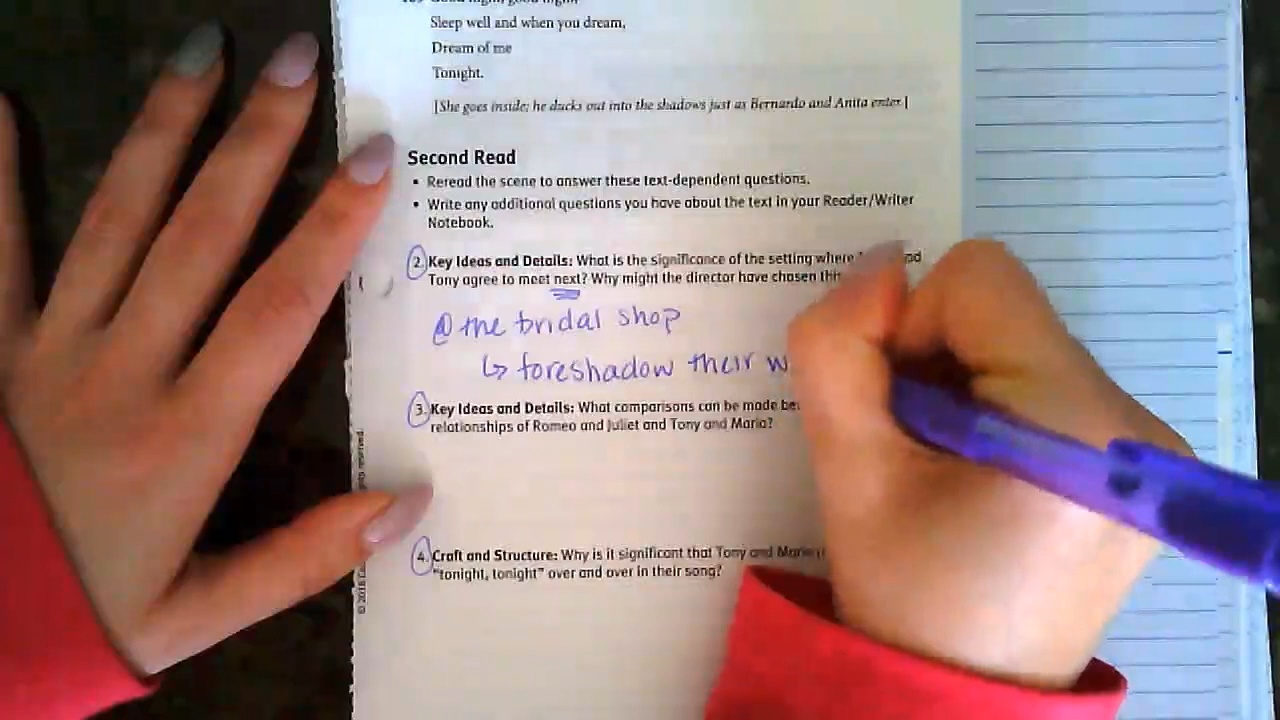 Good night, good night,
Sleep well and when you dream,
Dream of me
Tonight.
[She goes inside; he ducks out into the shadows just as Bernardo and Anita enter.]
Second Read
• Reread the scene to answer these text-dependent questions.
• Write any additional questions you have about the text in your Reader/Writer
Notebook.
2. Key Ideas and Details: What is the significance of the setting where
Tony agree to meet next? Why might the director have chosen this
@ the bridal shop
↳ foreshadow their w
3. Key Ideas and Details: What comparisons can be made
relationships of Romeo and Juliet and Tony and Maria?
4. Craft and Structure: Why is it significant that Tony and Maria
"tonight, tonight" over and over in their song?